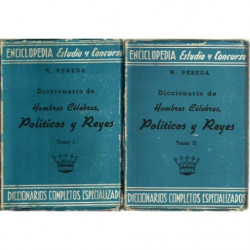 ENCICLOPEDIA Estudio y Concurso
M. PEREDA
Diccionario de
Hombres Célebres,
Políticos y Reyes
Tomo I
DICCIONARIOS COMPLETOS ESPECIALIZADOS
ENCICLOPEDIA Estudio y Concurso
M. PEREDA
Diccionario de
Hombres Célebres,
Políticos y Reyes
Tomo II
DICCIONARIOS COMPLETOS ESPECIALIZADOS